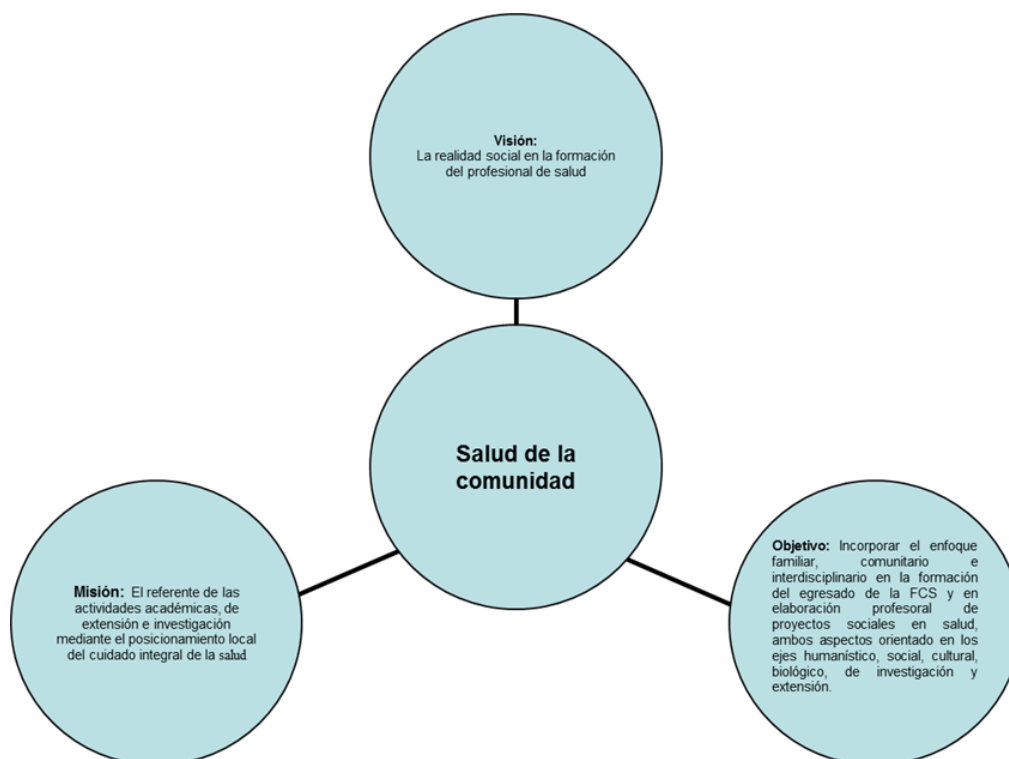 Visión:
La realidad social en la formación
del profesional de salud
Salud de la
comunidad
Misión: El referente de las
actividades académicas, de
extensión e investigación
mediante el posicionamiento local
del cuidado integral de la salud
Objetivo: Incorporar el enfoque
familiar, comunitario e
interdisciplinario en la formación
del egresado de la FCS y en
elaboración profesoral de
proyectos sociales en salud,
ambos aspectos orientado en los
ejes humanístico, social, cultural,
biológico, de investigación y
extensión.